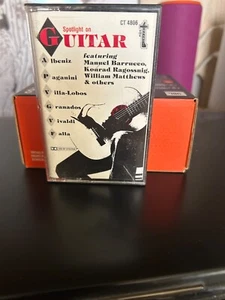 Spotlight on
GUITAR
CT 4806
featuring
Manuel Barrueco,
Konrad Ragossnig,
William Matthews
& others
Albeniz
Paganini
Villa-Lobos
Granados
Vivaldi
Falla